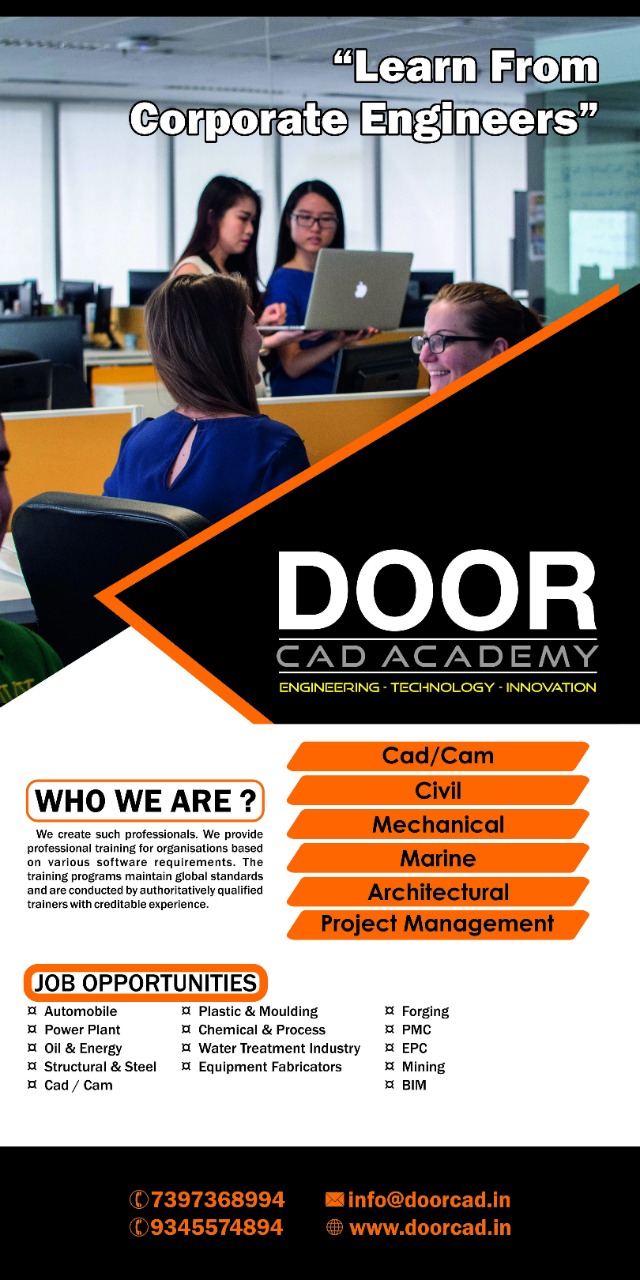 “Learn From
Corporate Engineers”
DOOR
CAD ACADEMY
ENGINEERING - TECHNOLOGY - INNOVATION
Cad/Cam
Civil
Mechanical
Marine
Architectural
Project Management
WHO WE ARE ?
We create such professionals. We provide
professional training for organisations based
on various software requirements. The
training programs maintain global standards
and are conducted by authoritatively qualified
trainers with creditable experience.
JOB OPPORTUNITIES
¤ Automobile
¤ Power Plant
¤ Oil & Energy
¤ Structural & Steel
¤ Cad / Cam
¤ Plastic & Moulding
¤ Chemical & Process
¤ Water Treatment Industry
¤ Equipment Fabricators
¤ Forging
¤ PMC
¤ EPC
¤ Mining
¤ BIM
7397368994
9345574894
info@doorcad.in
www.doorcad.in